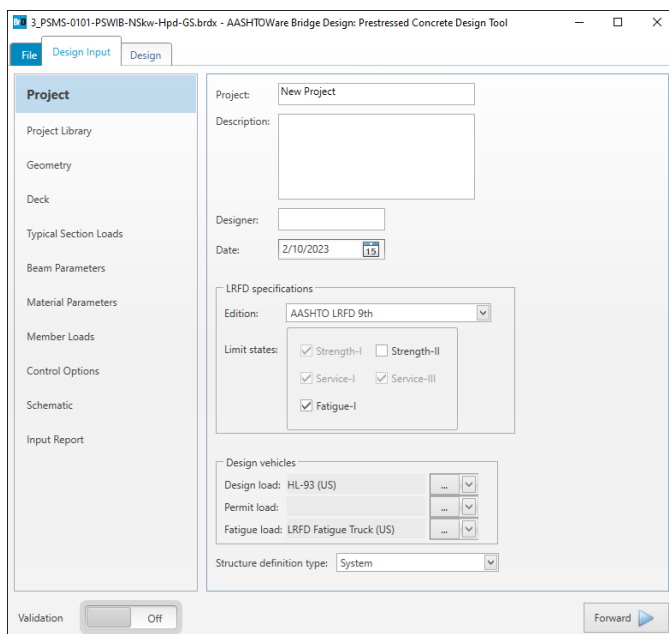 BrD 3_PSMS-0101-PSWIB-NSkw-Hpd-GS.brdx - AASHTOWare Bridge Design: Prestressed Concrete Design Tool
File Design Input Design
Project
Project Library
Geometry
Deck
Typical Section Loads
Beam Parameters
Material Parameters
Member Loads
Control Options
Schematic
Input Report
Project: New Project
Description:
Designer:
Date: 2/10/2023 15
LRFD specifications
Edition: AASHTO LRFD 9th
Limit states: Strength-I Strength-II
Service-I Service-III
Fatigue-I
Design vehicles
Design load: HL-93 (US) ...
Permit load: ...
Fatigue load: LRFD Fatigue Truck (US) ...
Structure definition type: System
Validation Off
Forward